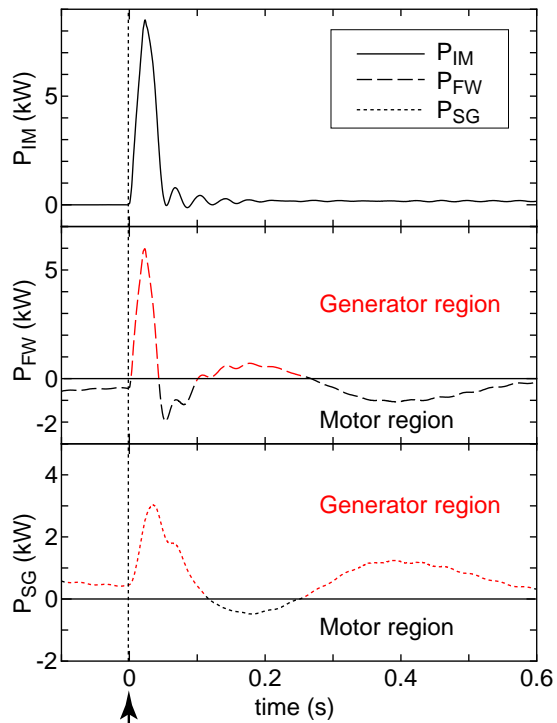 P_IM
P_FW
P_SG
P_IM (kW)
5
0
P_FW (kW)
5
0
-2
Generator region
Motor region
P_SG (kW)
4
2
0
-2
Generator region
Motor region
0 0.2 0.4 0.6
time (s)